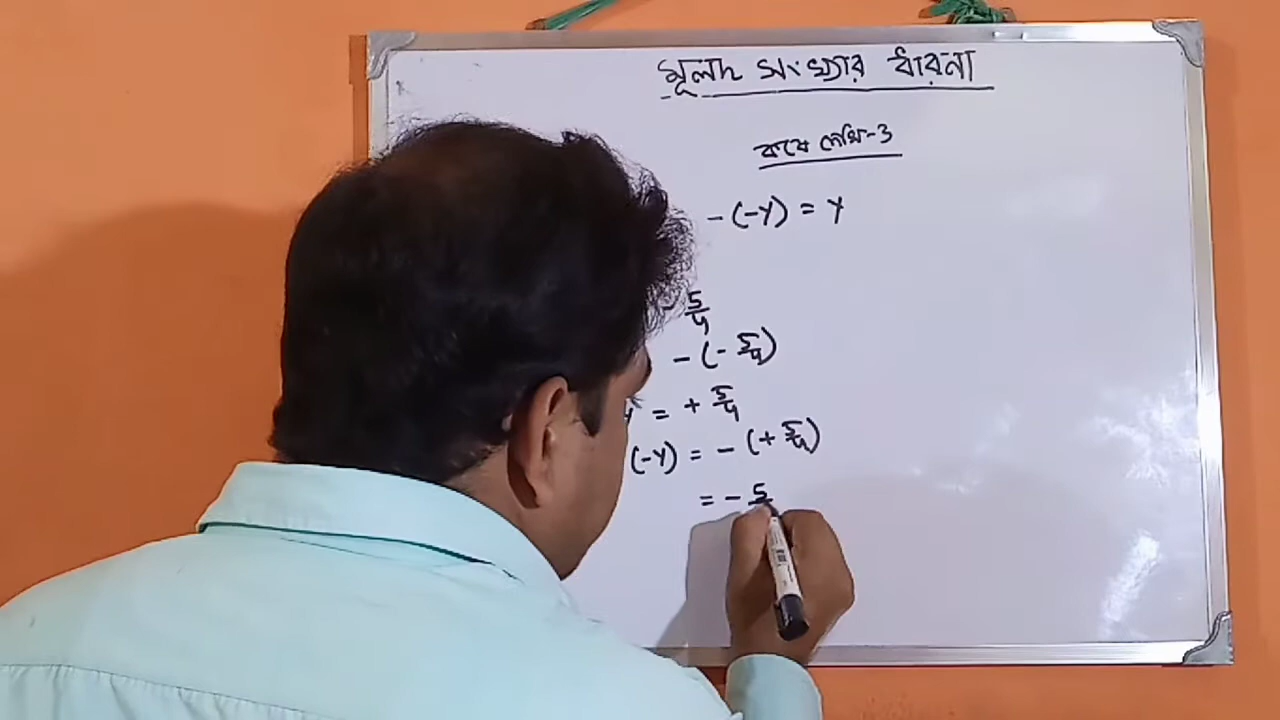 মূলদ সংখ্যার ধারনা
কষে দেখি-3
-(-y) = y
- 5/4
-(- 5/4)
y = + 5/4
(-y) = -(+ 5/4)
= - 5